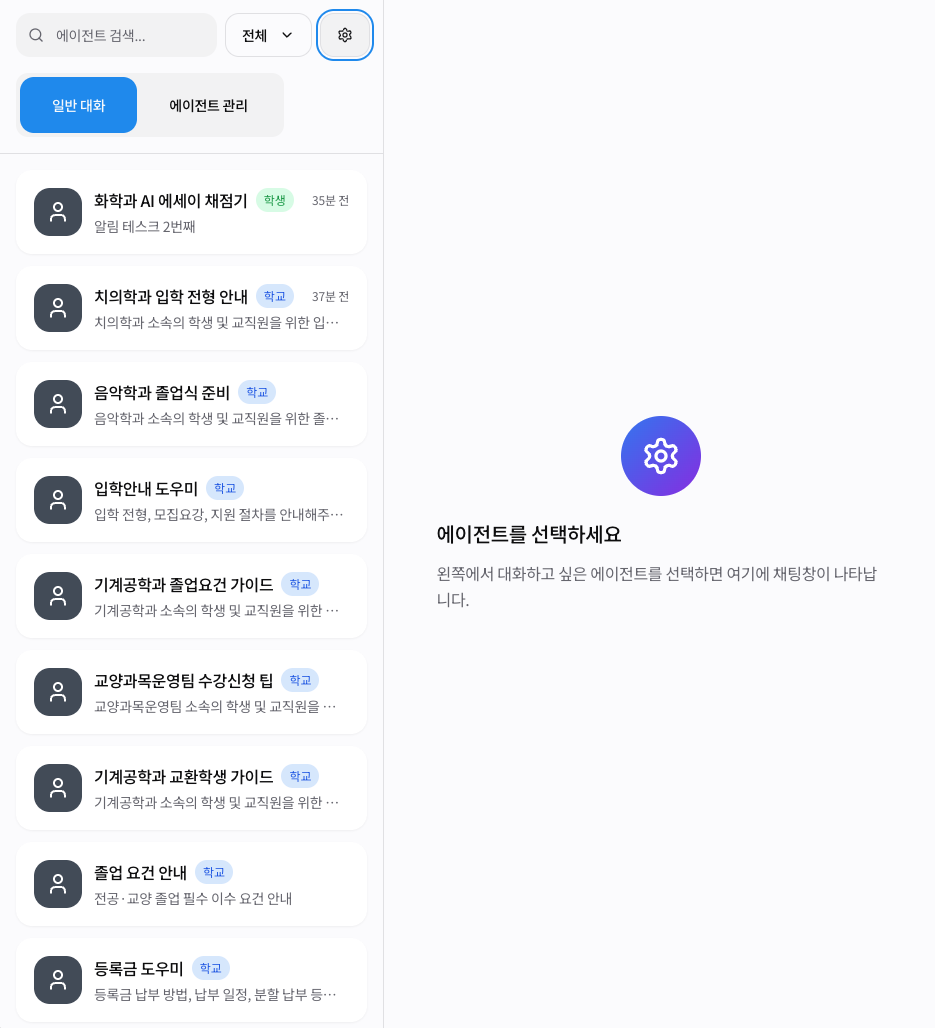 에이전트 검색...
전체
일반 대화
에이전트 관리
화학과 AI 에세이 채점기 학생 35분 전
알림 테스크 2번째
치의학과 입학 전형 안내 학교 37분 전
치의학과 소속의 학생 및 교직원을 위한 입…
음악학과 졸업식 준비 학교
음악학과 소속의 학생 및 교직원을 위한 졸…
입학안내 도우미 학교
입학 전형, 모집요강, 지원 절차를 안내해주…
기계공학과 졸업요건 가이드 학교
기계공학과 소속의 학생 및 교직원을 위한 …
교양과목운영팀 수강신청 팁 학교
교양과목운영팀 소속의 학생 및 교직원을 …
기계공학과 교환학생 가이드 학교
기계공학과 소속의 학생 및 교직원을 위한 …
졸업 요건 안내 학교
전공·교양 졸업 필수 이수 요건 안내
등록금 도우미 학교
등록금 납부 방법, 납부 일정, 분할 납부 등…
에이전트를 선택하세요
왼쪽에서 대화하고 싶은 에이전트를 선택하면 여기에 채팅창이 나타납
니다.